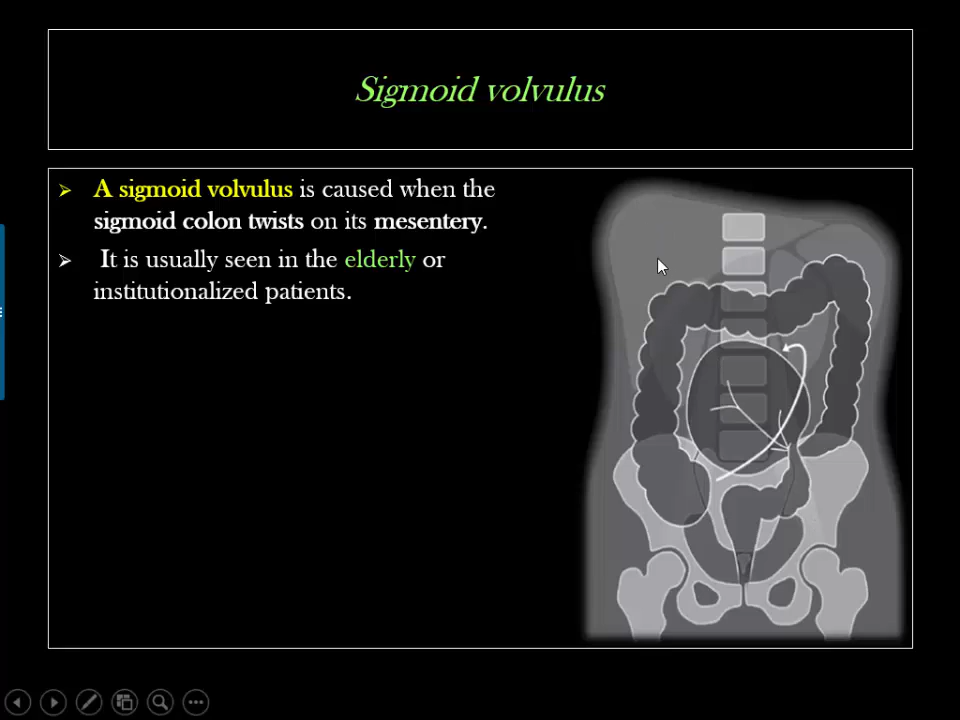 Sigmoid volvulus
➢ A sigmoid volvulus is caused when the
sigmoid colon twists on its mesentery.
➢ It is usually seen in the elderly or
institutionalized patients.